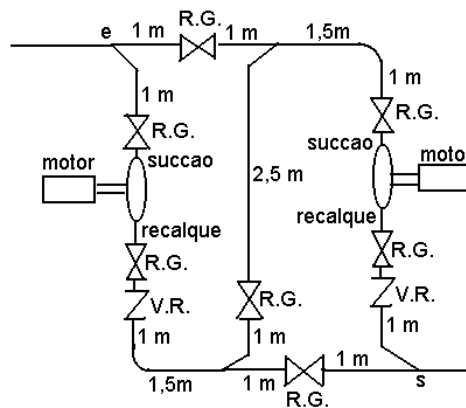 R.G.
e 1 m 1 m 1,5m
1 m 1 m
R.G. R.G.
succao succao
motor moto
2,5 m
recalque recalque
R.G. R.G.
V.R. R.G. V.R.
1 m 1 m 1 m
1,5m 1 m 1 m s
R.G.